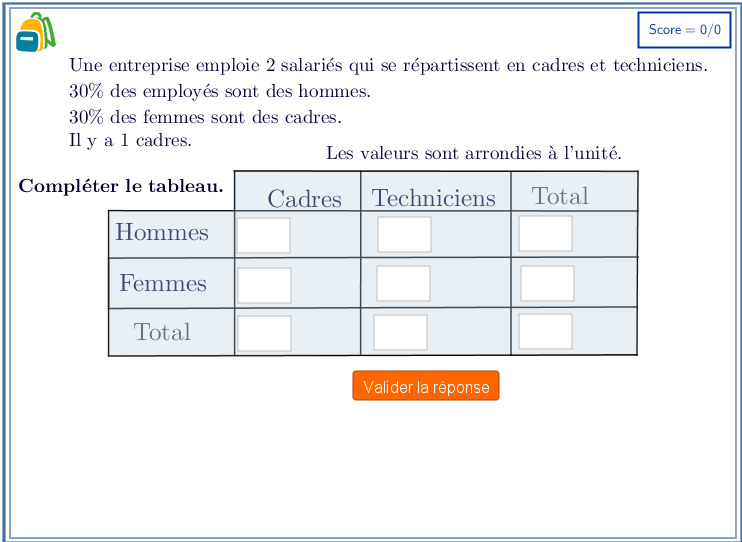 Score = 0/0
Une entreprise emploie 2 salariés qui se répartissent en cadres et techniciens.
30% des employés sont des hommes.
30% des femmes sont des cadres.
Il y a 1 cadres.
Les valeurs sont arrondies à l'unité.
Compléter le tableau.
Cadres Techniciens Total
Hommes
Femmes
Total
Valider la réponse